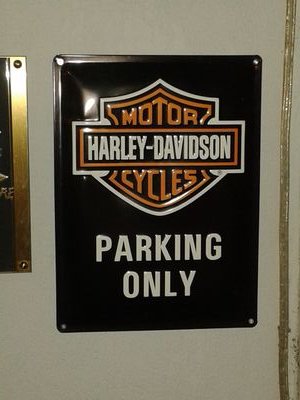 MOTOR
HARLEY-DAVIDSON
CYCLES
PARKING
ONLY